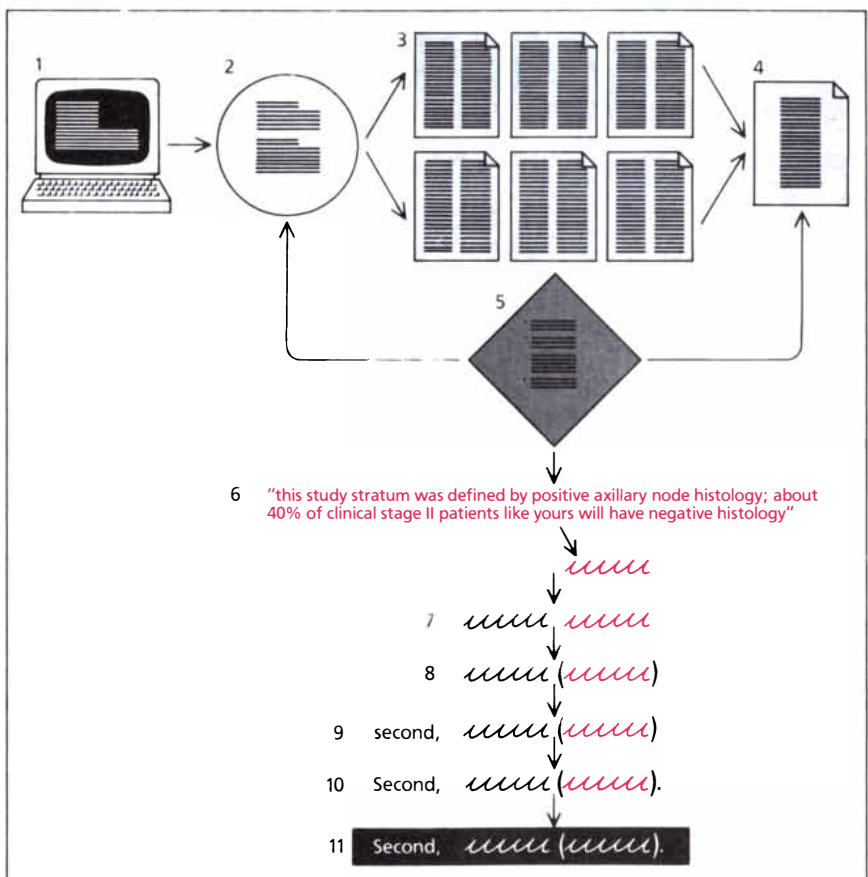 1
2
3
4
5
6 “this study stratum was defined by positive axillary node histology; about
40% of clinical stage II patients like yours will have negative histology“
7
8 ( )
9 second, ( )
10 Second, ( ).
11 Second, ( ).